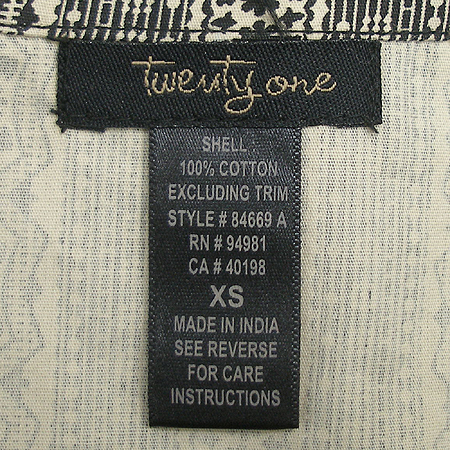 twenty one
SHELL:
100% COTTON
EXCLUDING TRIM
STYLE # 84669 A
RN # 94981
CA # 40198
XS
MADE IN INDIA
SEE REVERSE
FOR CARE
INSTRUCTIONS